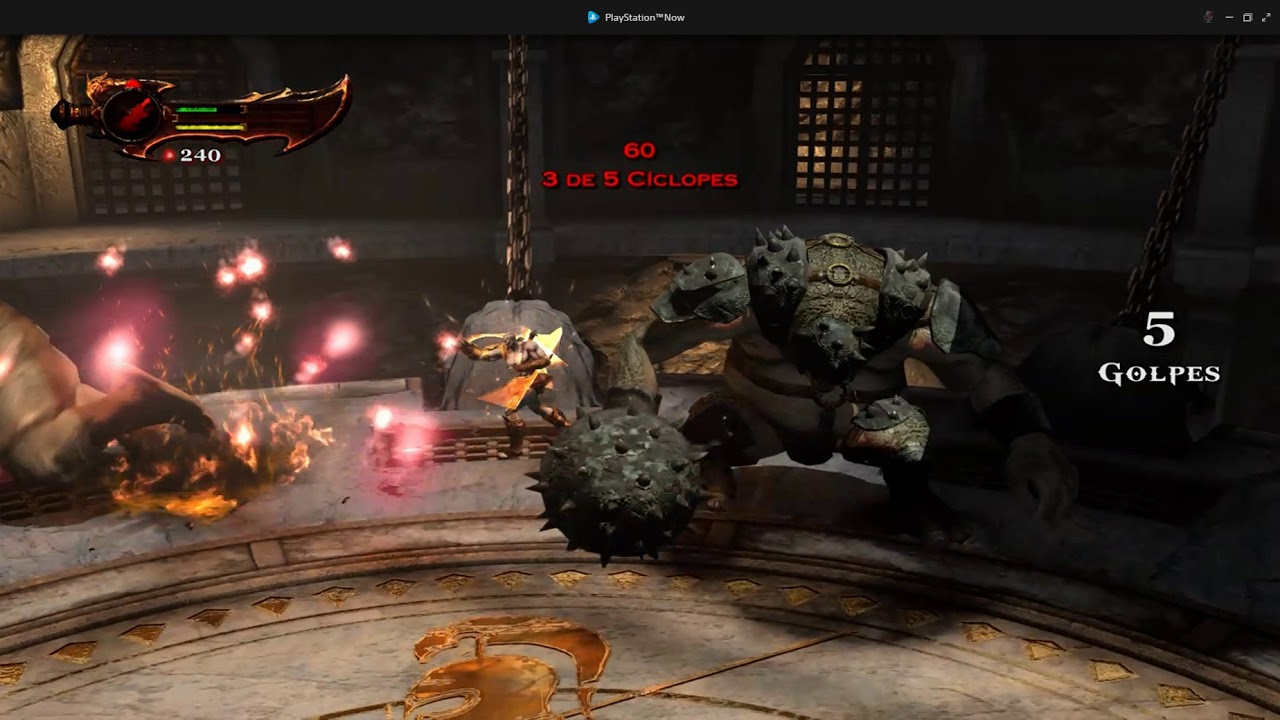 PlayStation™Now
240
60
3 DE 5 CÍCLOPES
5
GOLPES